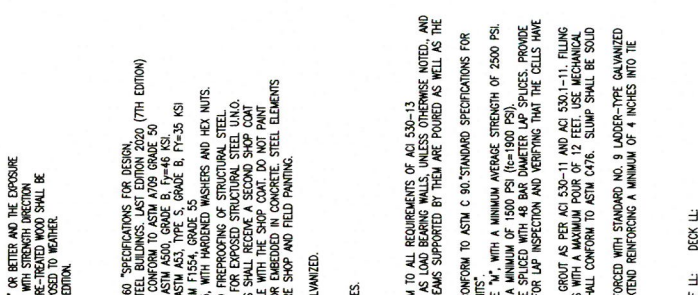 " OR BETTER AND THE EXPOSURE
WITH STRENGTH DIRECTION
RE-TREATED WOOD SHALL BE
POSED TO WEATHER.
EDITION.
60 "SPECIFICATIONS FOR DESIGN,
TEEL BUILDINGS, LAST EDITION 2020 (7TH EDITION)
CONFORM TO ASTM A709 GRADE 50
ASTM A500, GRADE B, Fy=46 KSI.
ASTM A53, TYPE S, GRADE B, FY=35 KSI
M F1554, GRADE 55
, WITH HARDENED WASHERS AND HEX NUTS.
FIREPROOFING OF STRUCTURAL STEEL.
FOR EXPOSED STRUCTURAL STEEL U.N.O.
SHALL RECEIVE A SECOND SHOP COAT
LE WITH THE SHOP COAT. DO NOT PAINT
OR EMBEDDED IN CONCRETE, STEEL ELEMENTS
RE SHOP AND FIELD PAINTING.
LVANIZED.
ES.
M TO ALL REQUIREMENTS OF ACI 530-13
AS LOAD BEARING WALLS, UNLESS OTHERWISE NOTED., AND
EAMS SUPPORTED BY THEM ARE POURED AS WELL AS THE
ONFORM TO ASTM C 90."STANDARD SPECIFICATIONS FOR
NITS".
E "M", WITH A MINIMUM AVERAGE STRENGTH OF 2500 PSI.
A MINIMUM OF 1500 PSI (fc=1900 PSI).
E SPLICED WITH 48 BAR DIAMETER LAP SPLICES. PROVIDE
FOR LAP INSPECTION AND VERIFYING THAT THE CELLS HAVE
GROUT AS PER ACI 530-11 AND ACI 530.1-11. FILLING
WITH A MAXIMUM POUR OF 12 FEET. USE MECHANICAL
HALL CONFORM TO ASTM C476. SLUMP SHALL BE SOLID
ORCED WITH STANDARD NO. 9 LADDER-TYPE GALVANIZED
TEND REINFORCING A MINIMUM OF 4 INCHES INTO TIE
F LL: DECK LL: